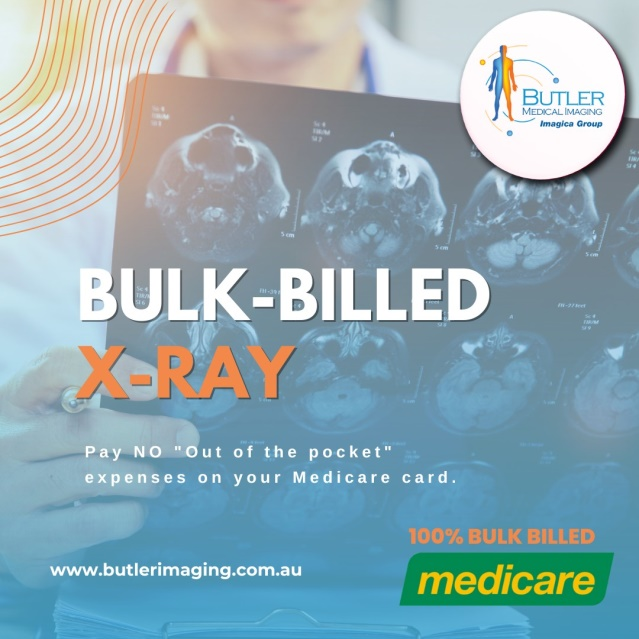 BUTLER
MEDICAL IMAGING
Imagica Group
BULK-BILLED
X-RAY
Pay NO "Out of the pocket"
expenses on your Medicare card.
100% BULK BILLED
www.butlerimaging.com.au
medicare